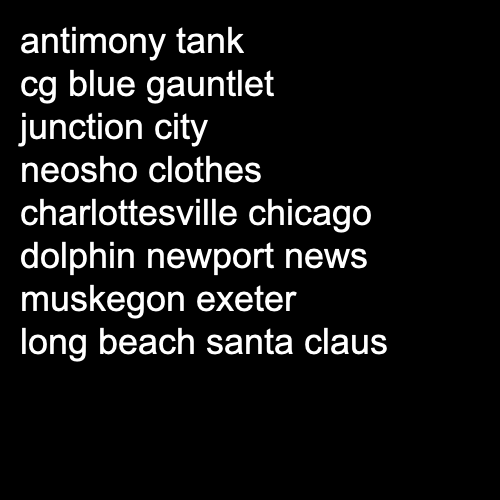 antimony tank
cg blue gauntlet
junction city
neosho clothes
charlottesville chicago
dolphin newport news
muskegon exeter
long beach santa claus